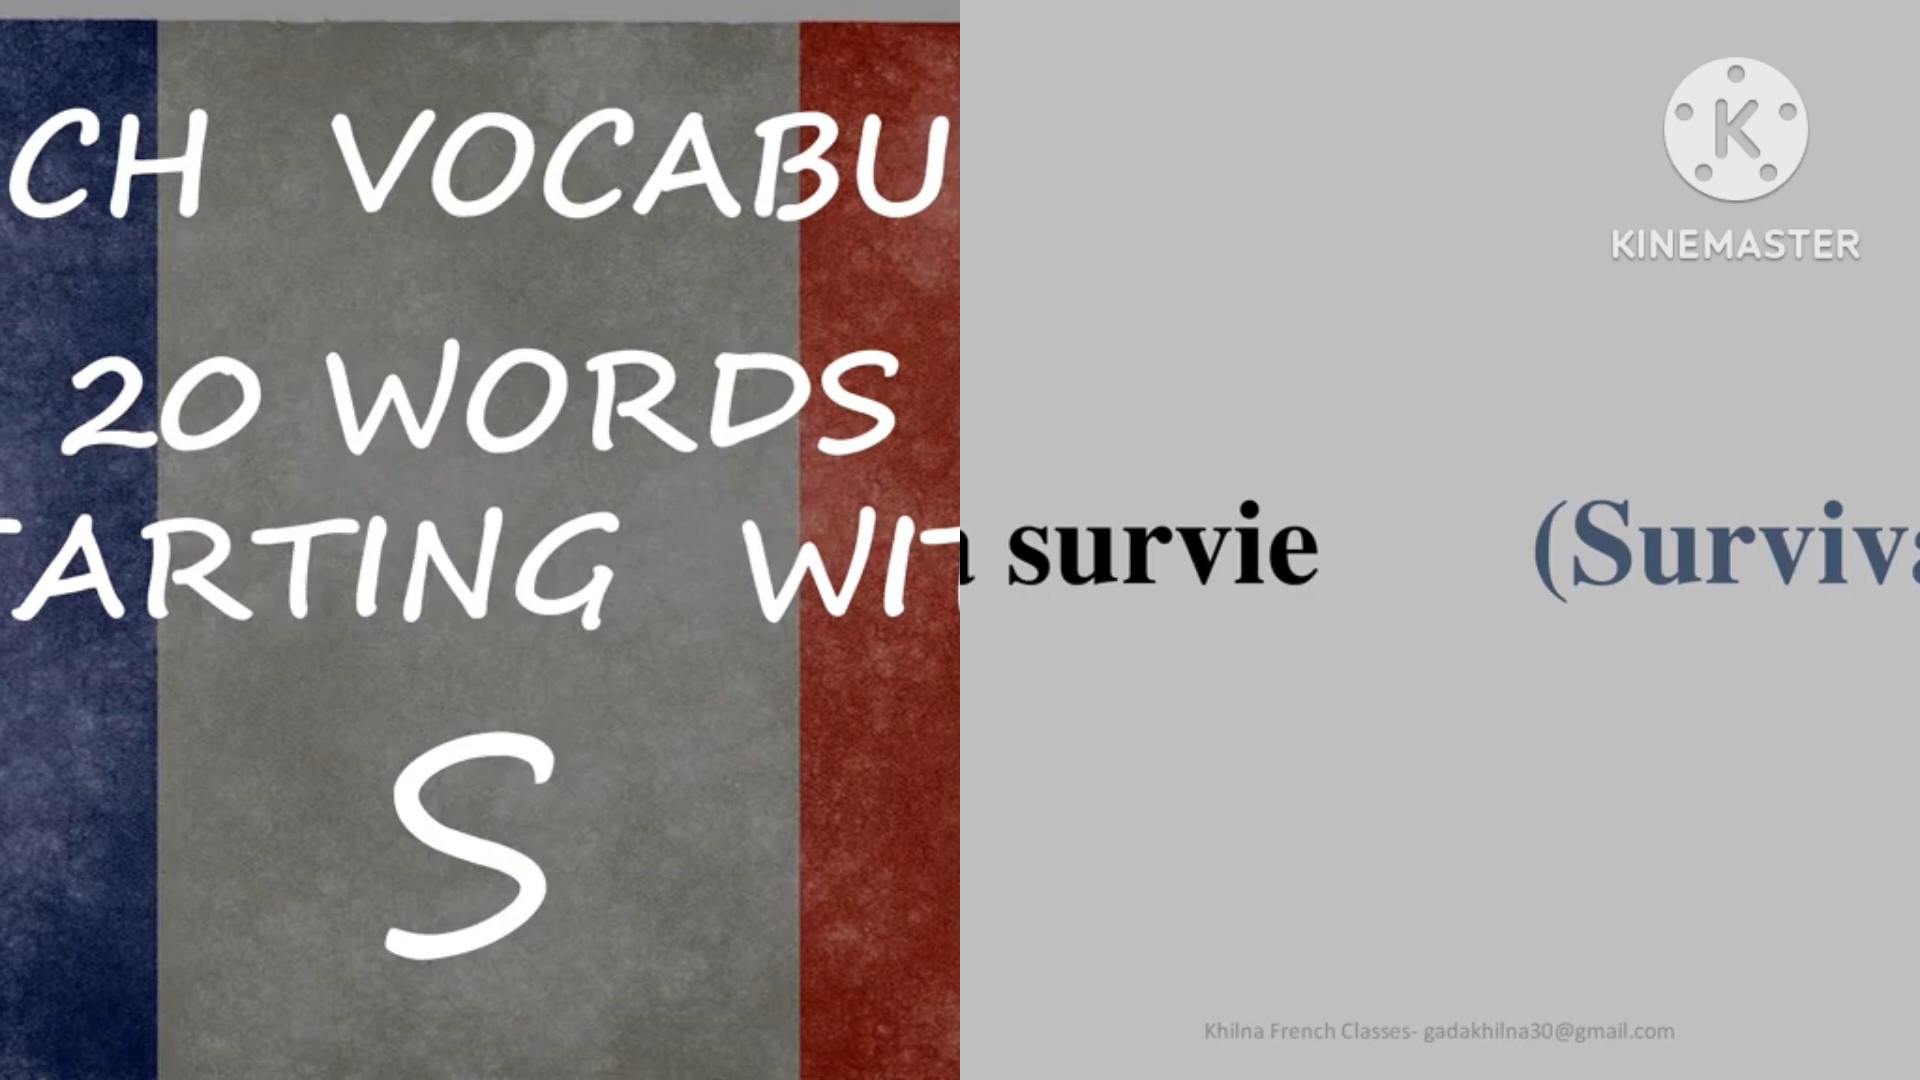 CH VOCABU
20 WORDS
TARTING WIT
S
KINEMASTER
survie (Surviva
Khilna French Classes- gadakhilna30@gmail.com